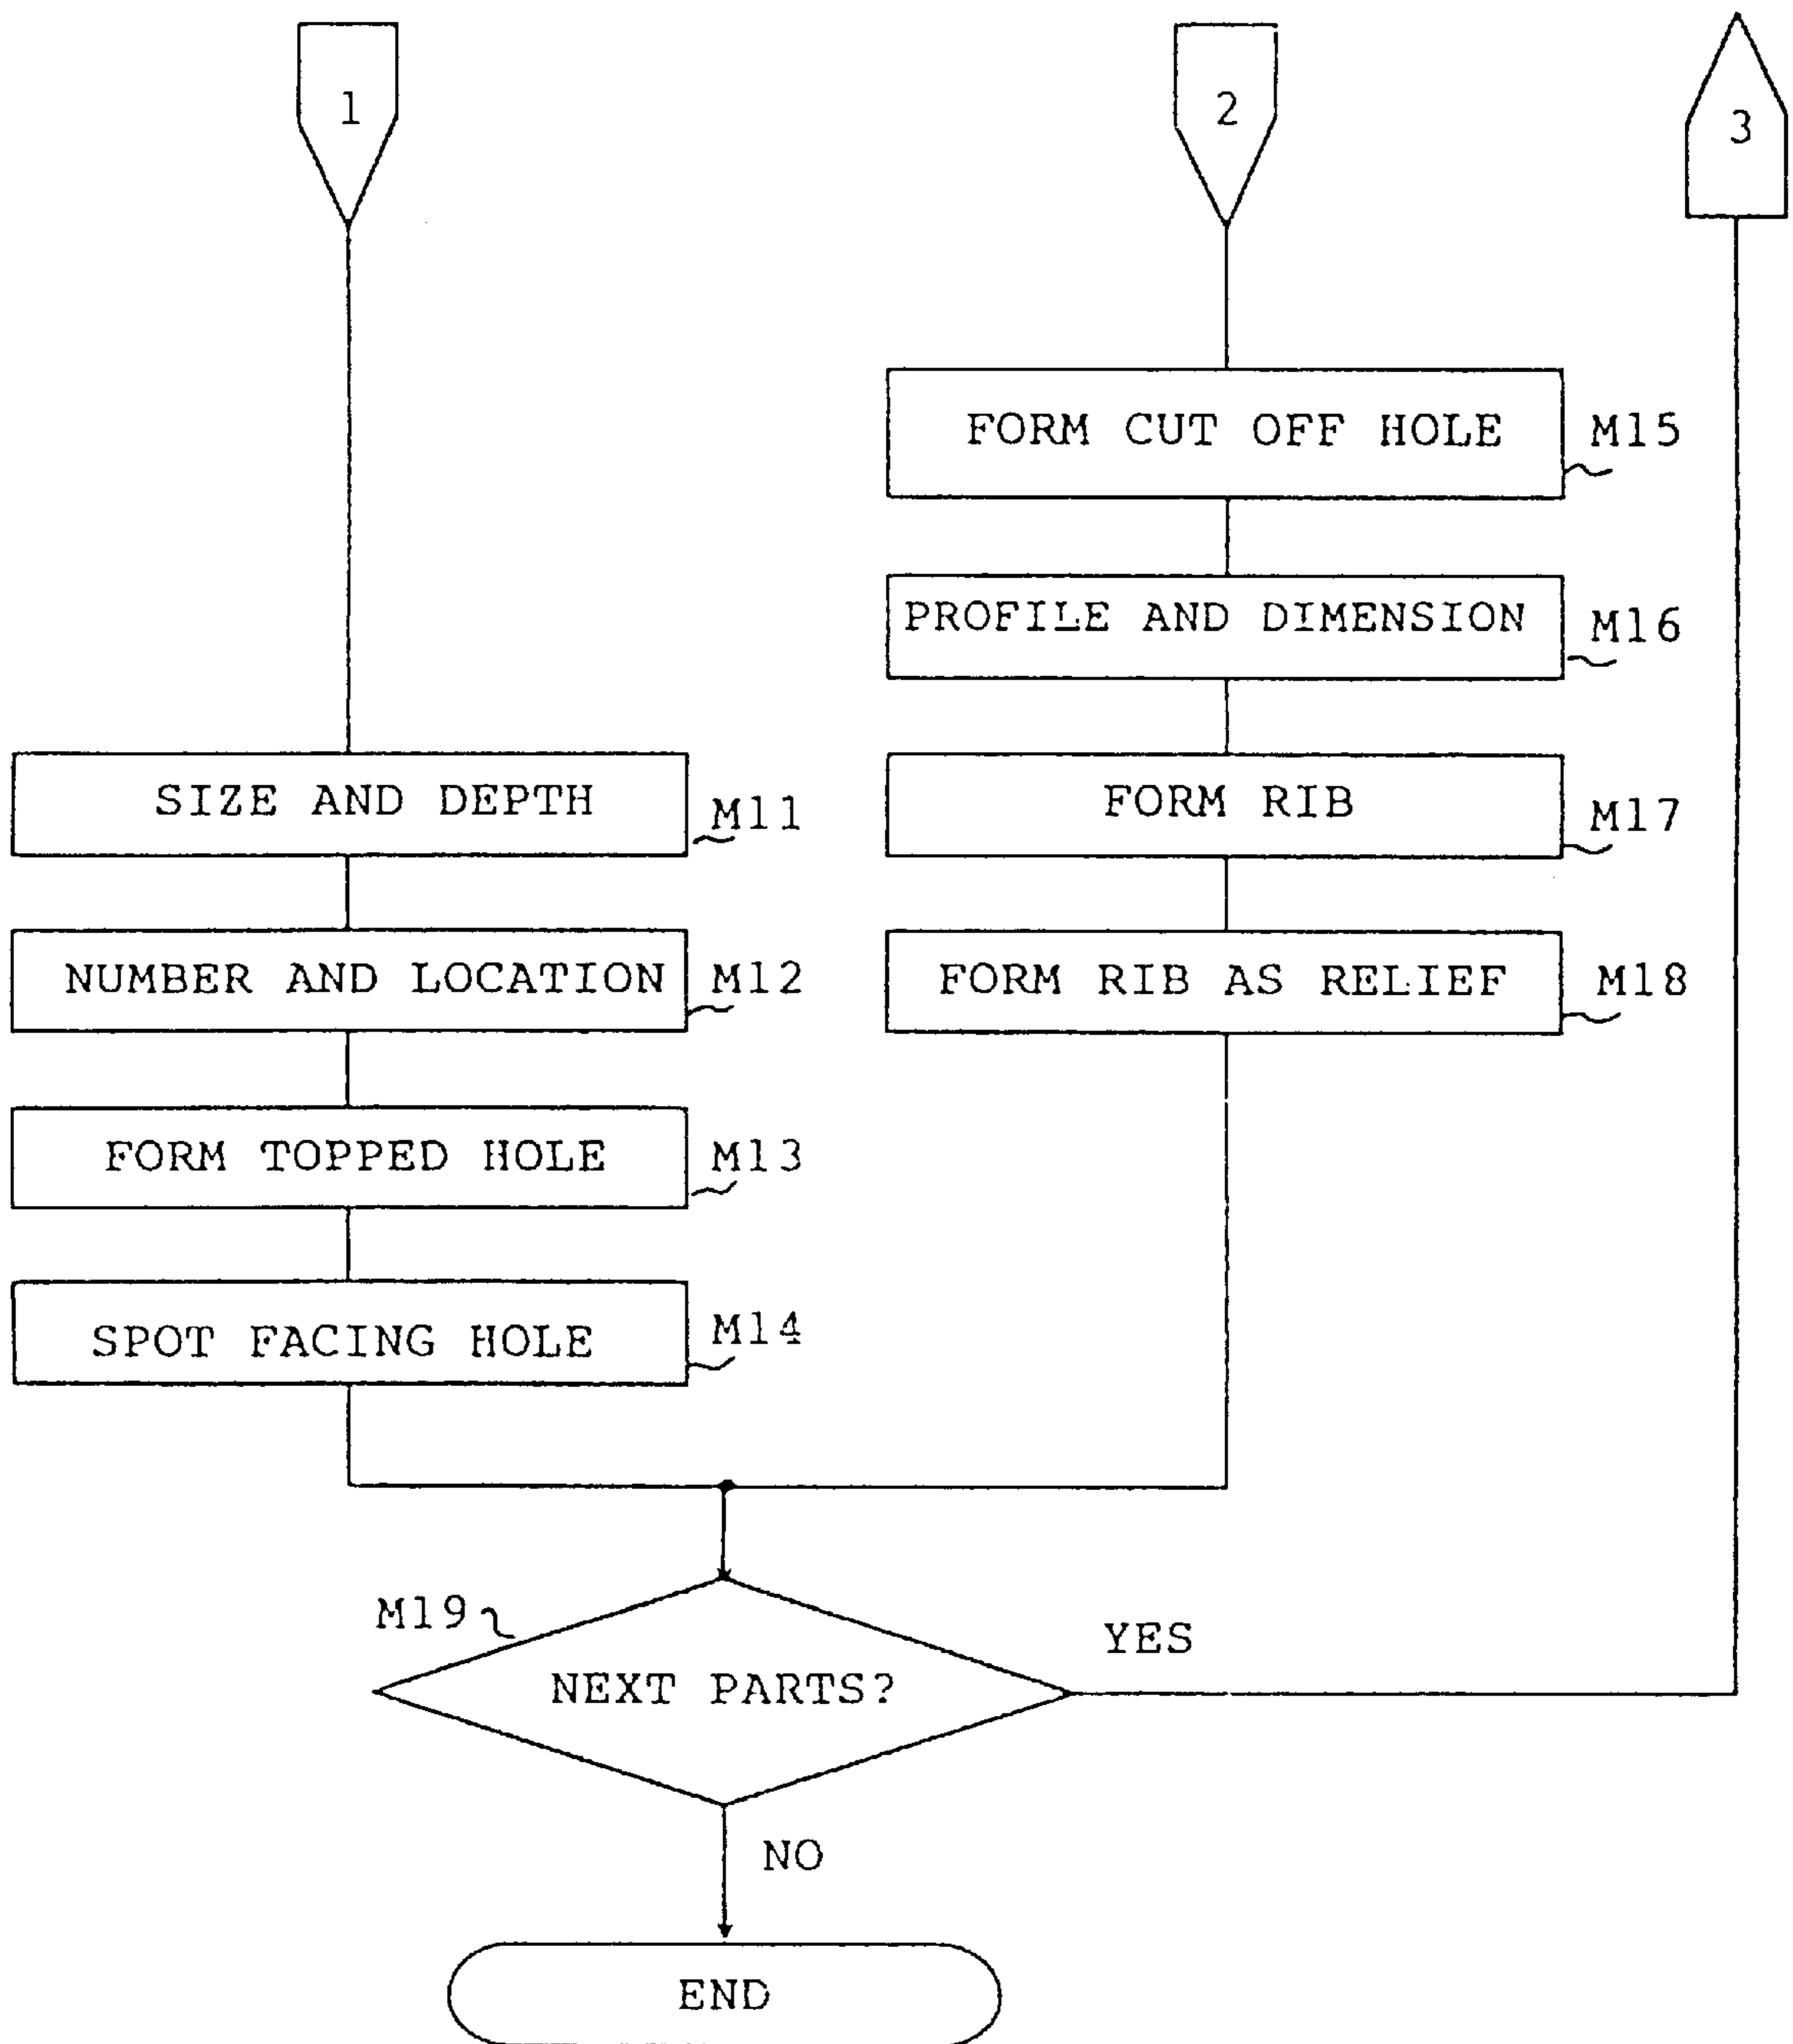 1
2
3
FORM CUT OFF HOLE
M15
PROFILE AND DIMENSION
M16
SIZE AND DEPTH
M11
FORM RIB
M17
NUMBER AND LOCATION
M12
FORM RIB AS RELIEF
M18
FORM TOPPED HOLE
M13
SPOT FACING HOLE
M14
M19
NEXT PARTS?
YES
NO
END